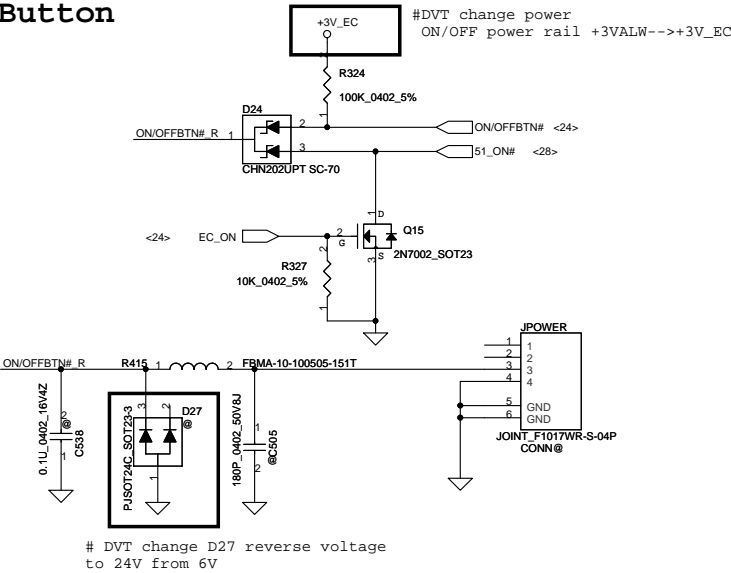 Button
+3V_EC
#DVT change power
ON/OFF power rail +3VALW-->+3V_EC
2
R324
100K_0402_5%
1
D24
ON/OFFBTN#_R 1
2
3
CHN202UPT SC-70
ON/OFFBTN# <24>
51_ON# <28>
<24> EC_ON
2
G
1
D
Q15
3
S
2N7002_SOT23
2
R327
10K_0402_5%
1
ON/OFFBTN#_R
R415 1 2 FBMA-10-100505-151T
0.1U_0402_16V4Z
2
@
C538
1
PJSOT24C_SOT23-3
3
2
D27
@
1
180P_0402_50V8J
1
@C505
2
JPOWER
1 1
2 2
3 3
4 4
5 GND
6 GND
JOINT_F1017WR-S-04P
CONN@
# DVT change D27 reverse voltage
to 24V from 6V